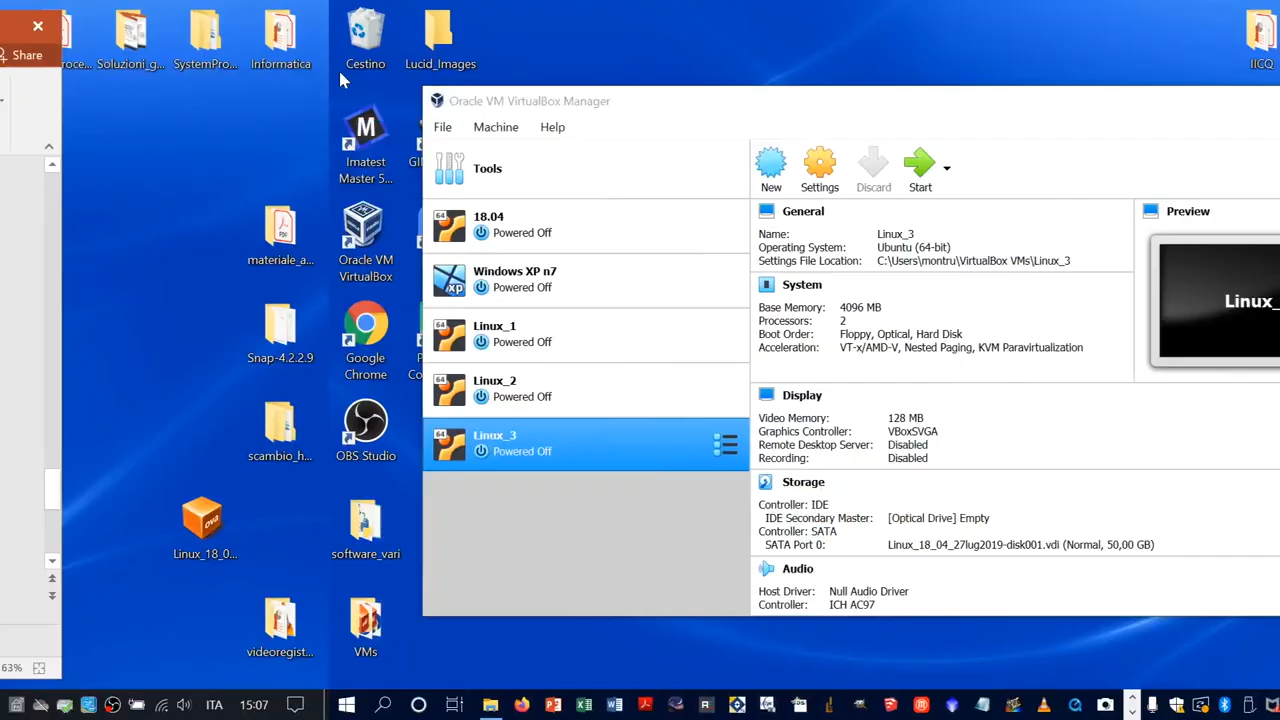 Share
63%
roce...
Soluzioni_g...
SystemPro...
Informatica
Cestino
Lucid_Images
IICQ
M
Imatest
Master 5...
materiale_a...
Oracle VM
VirtualBox
Snap-4.2.2.9
Google
Chrome
scambio_h...
OBS Studio
ova
Linux_18_0...
software_vari
videoregist...
VMs
Oracle VM VirtualBox Manager
File Machine Help
Tools
New Settings Discard Start
64
18.04
Powered Off
xp
Windows XP n7
Powered Off
64
Linux_1
Powered Off
64
Linux_2
Powered Off
64
Linux_3
Powered Off
General
Name: Linux_3
Operating System: Ubuntu (64-bit)
Settings File Location: C:\Users\montru\VirtualBox VMs\Linux_3
System
Base Memory: 4096 MB
Processors: 2
Boot Order: Floppy, Optical, Hard Disk
Acceleration: VT-x/AMD-V, Nested Paging, KVM Paravirtualization
Display
Video Memory: 128 MB
Graphics Controller: VBoxSVGA
Remote Desktop Server: Disabled
Recording: Disabled
Storage
Controller: IDE
IDE Secondary Master: [Optical Drive] Empty
Controller: SATA
SATA Port 0: Linux_18_04_27lug2019-disk001.vdi (Normal, 50,00 GB)
Audio
Host Driver: Null Audio Driver
Controller: ICH AC97
Preview
Linux_
ITA 15:07